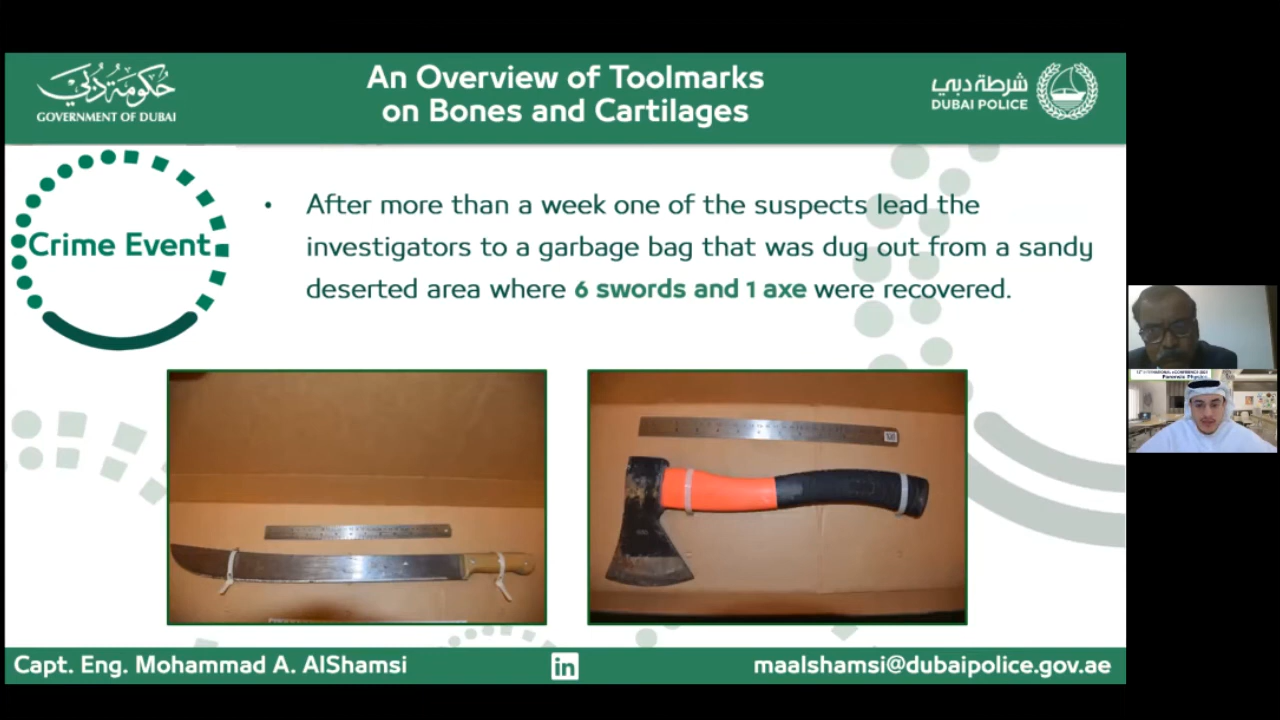 حكومة دبي
GOVERNMENT OF DUBAI
An Overview of Toolmarks
on Bones and Cartilages
شرطة دبي
DUBAI POLICE
Crime Event
• After more than a week one of the suspects lead the
investigators to a garbage bag that was dug out from a sandy
deserted area where 6 swords and 1 axe were recovered.
Forensic Physics
Capt. Eng. Mohammad A. AlShamsi
in
maalshamsi@dubaipolice.gov.ae